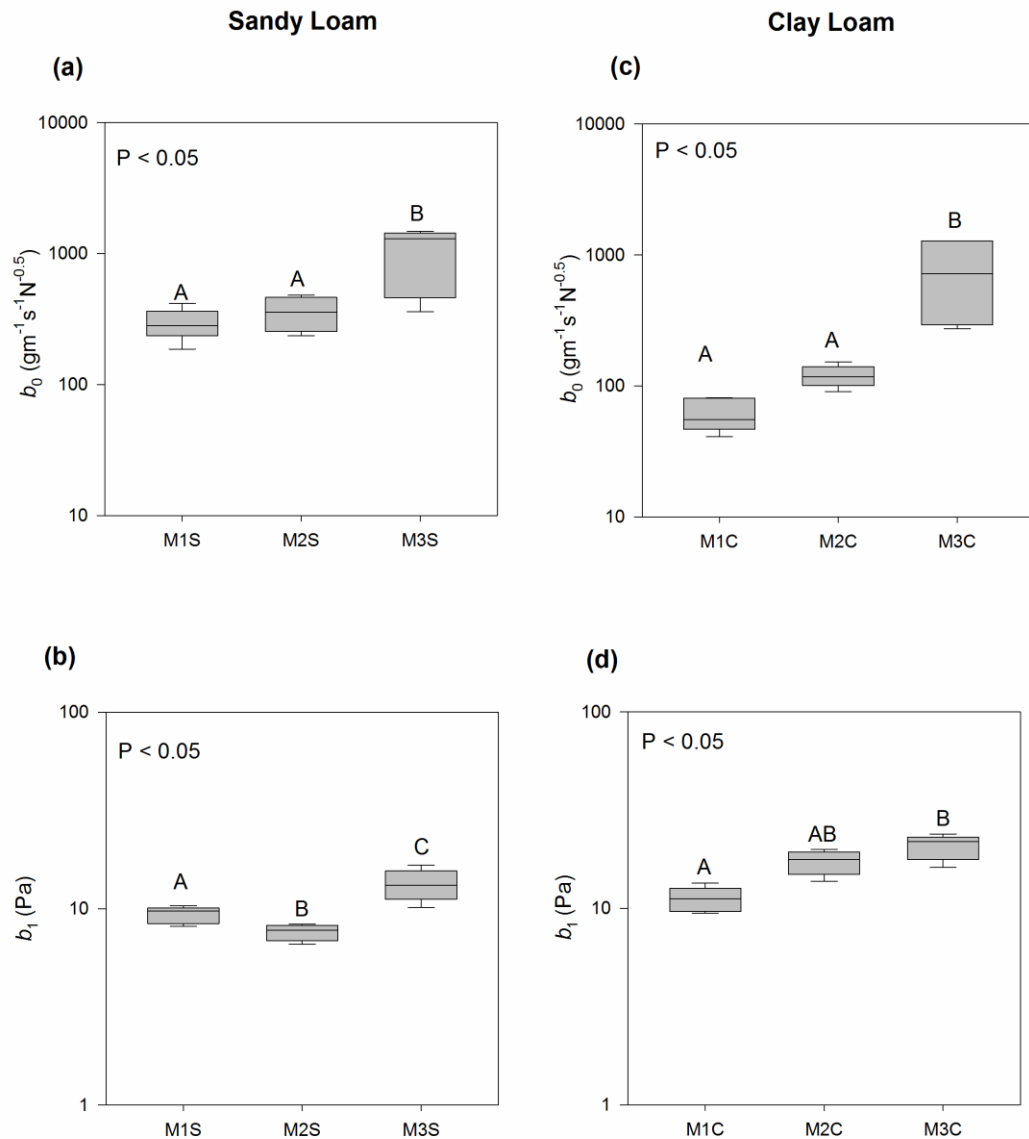 Sandy Loam
(a)
10000
1000
100
10
b₀ (gm⁻¹s⁻¹N⁻⁰·⁵)
P < 0.05
A
A
B
M1S
M2S
M3S
Clay Loam
(c)
10000
1000
100
10
b₀ (gm⁻¹s⁻¹N⁻⁰·⁵)
P < 0.05
A
A
B
M1C
M2C
M3C
(b)
100
10
1
b₁ (Pa)
P < 0.05
A
B
C
M1S
M2S
M3S
(d)
100
10
1
b₁ (Pa)
P < 0.05
A
AB
B
M1C
M2C
M3C